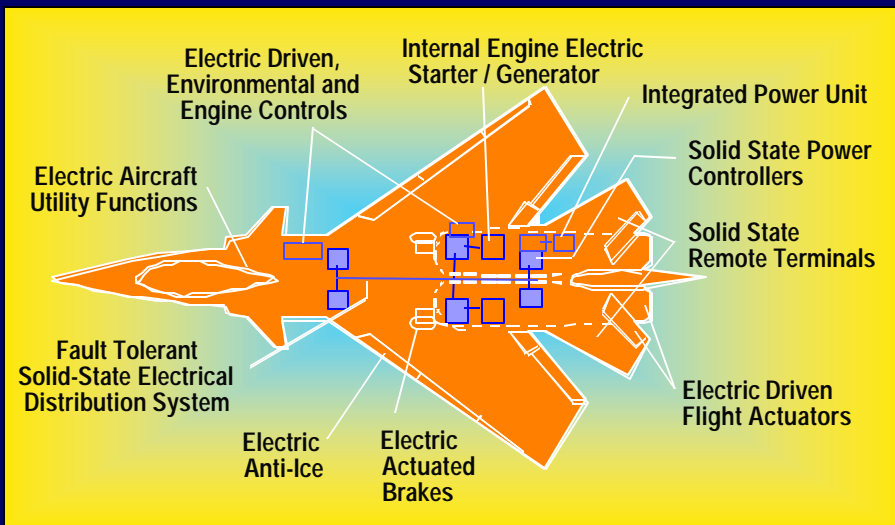 Electric Driven,
Environmental and
Engine Controls
Internal Engine Electric
Starter / Generator
Integrated Power Unit
Solid State Power
Controllers
Electric Aircraft
Utility Functions
Solid State
Remote Terminals
Fault Tolerant
Solid-State Electrical
Distribution System
Electric
Anti-Ice
Electric
Actuated
Brakes
Electric Driven
Flight Actuators